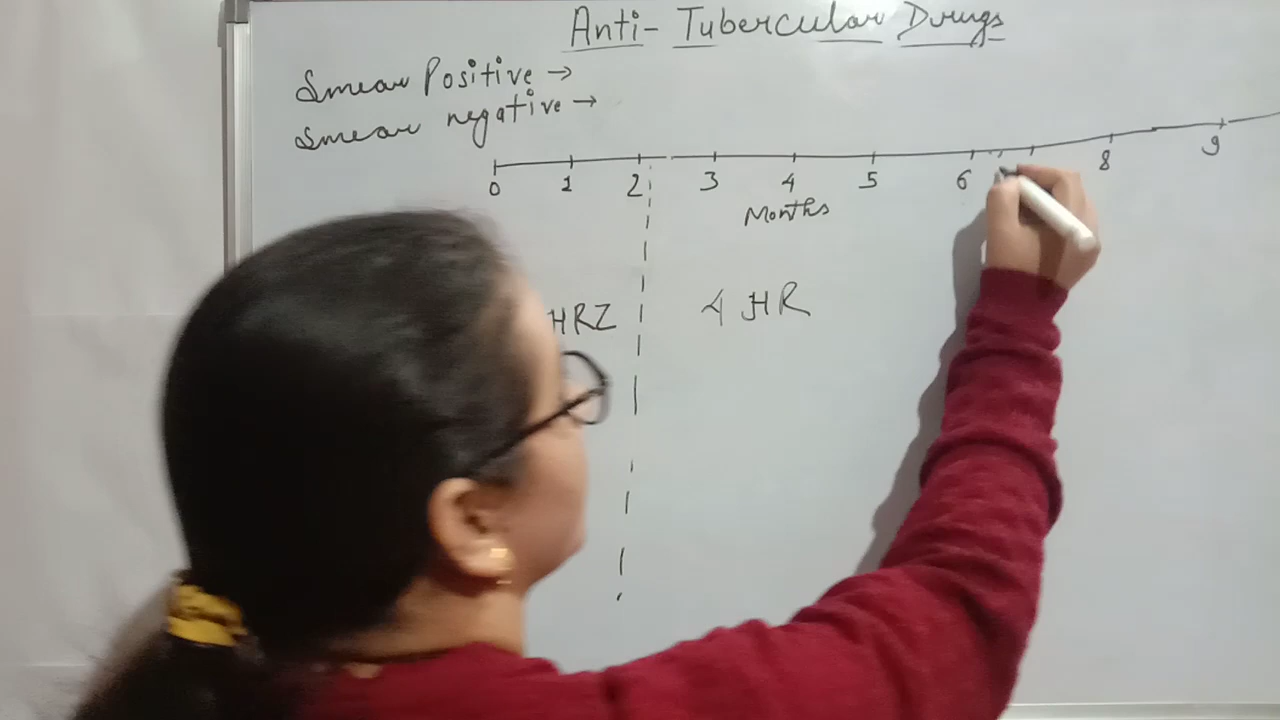 Anti-Tubercular Drugs
Smear Positive →
Smear negative →
0 1 2 3 4 5 6 8 9
Months
HRZ 4 HR